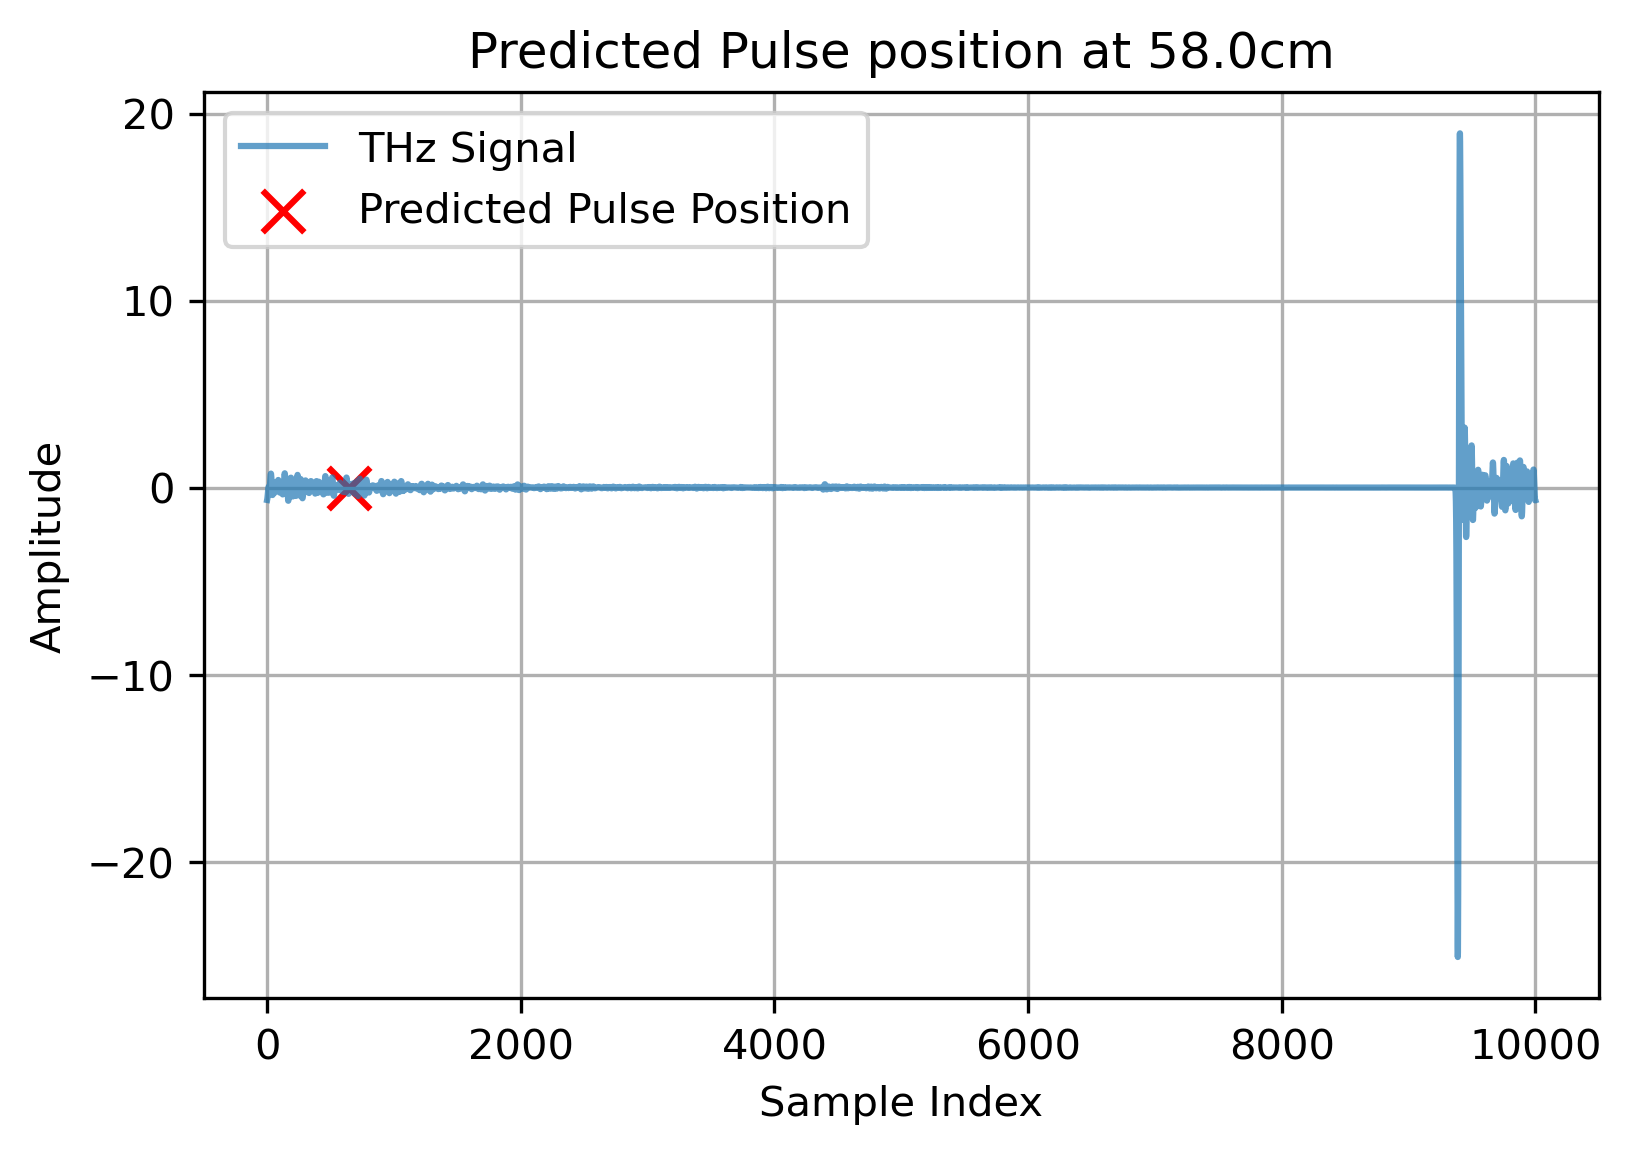 Predicted Pulse position at 58.0cm
THz Signal
Predicted Pulse Position
20
10
0
−10
−20
Amplitude
0 2000 4000 6000 8000 10000
Sample Index